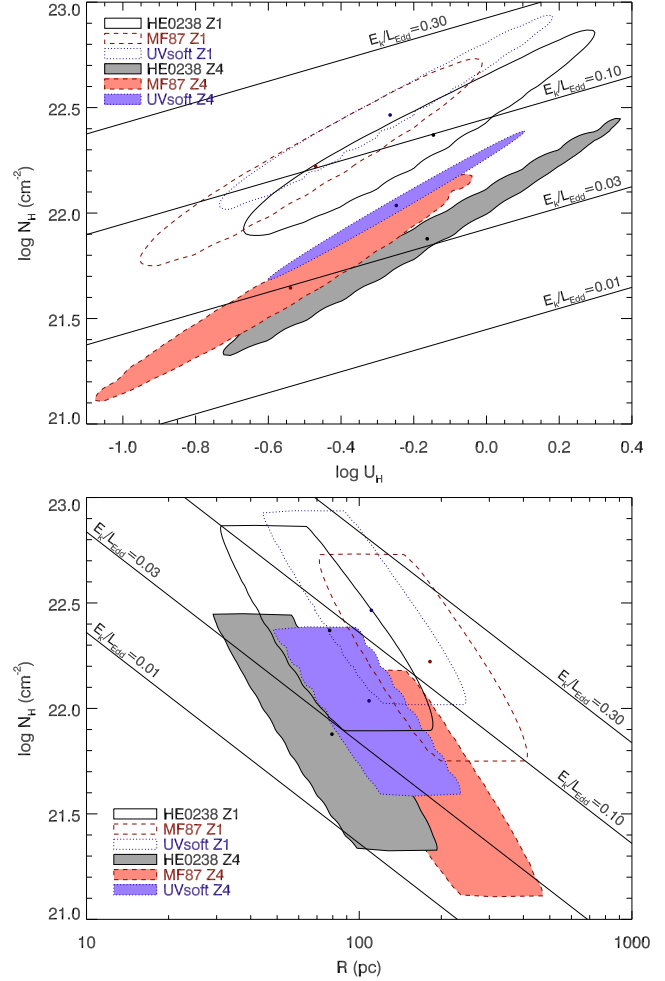 23.0
22.5
22.0
21.5
21.0
log N_H (cm⁻²)
HE0238 Z1
MF87 Z1
UVsoft Z1
HE0238 Z4
MF87 Z4
UVsoft Z4
E_k/L_Edd=0.30
E_k/L_Edd=0.10
E_k/L_Edd=0.03
E_k/L_Edd=0.01
-1.0 -0.8 -0.6 -0.4 -0.2 0.0 0.2 0.4
log U_H
23.0
22.5
22.0
21.5
21.0
log N_H (cm⁻²)
E_k/L_Edd=0.03
E_k/L_Edd=0.01
E_k/L_Edd=0.30
E_k/L_Edd=0.10
HE0238 Z1
MF87 Z1
UVsoft Z1
HE0238 Z4
MF87 Z4
UVsoft Z4
10 100 1000
R (pc)